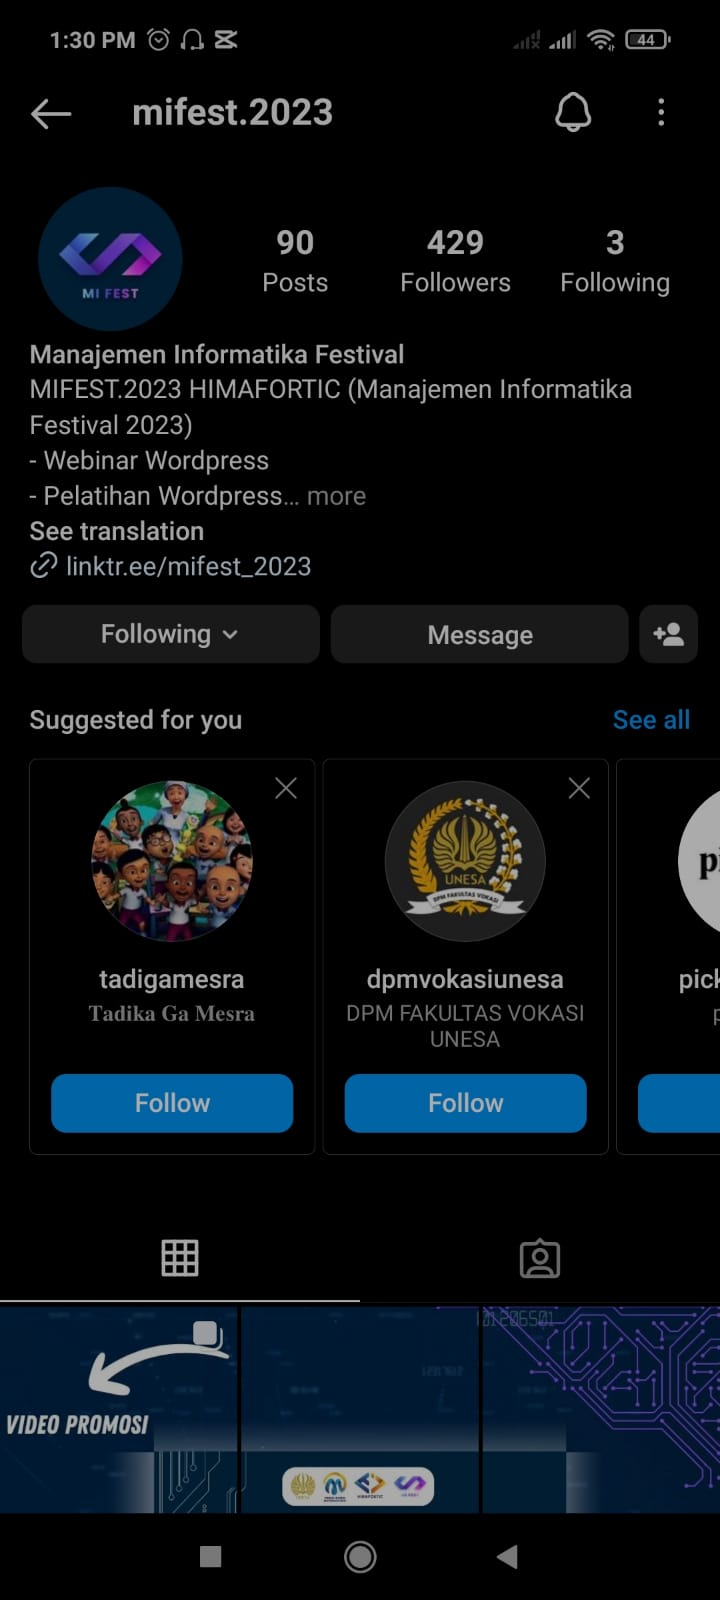 1:30 PM
44
mifest.2023
90
Posts
429
Followers
3
Following
MI FEST
Manajemen Informatika Festival
MIFEST.2023 HIMAFORTIC (Manajemen Informatika
Festival 2023)
- Webinar Wordpress
- Pelatihan Wordpress... more
See translation
linktr.ee/mifest_2023
Following
Message
Suggested for you
See all
UNESA
DPM FAKULTAS VOKASI
tadigamesra
Tadika Ga Mesra
Follow
dpmvokasiunesa
DPM FAKULTAS VOKASI
UNESA
Follow
VIDEO PROMOSI